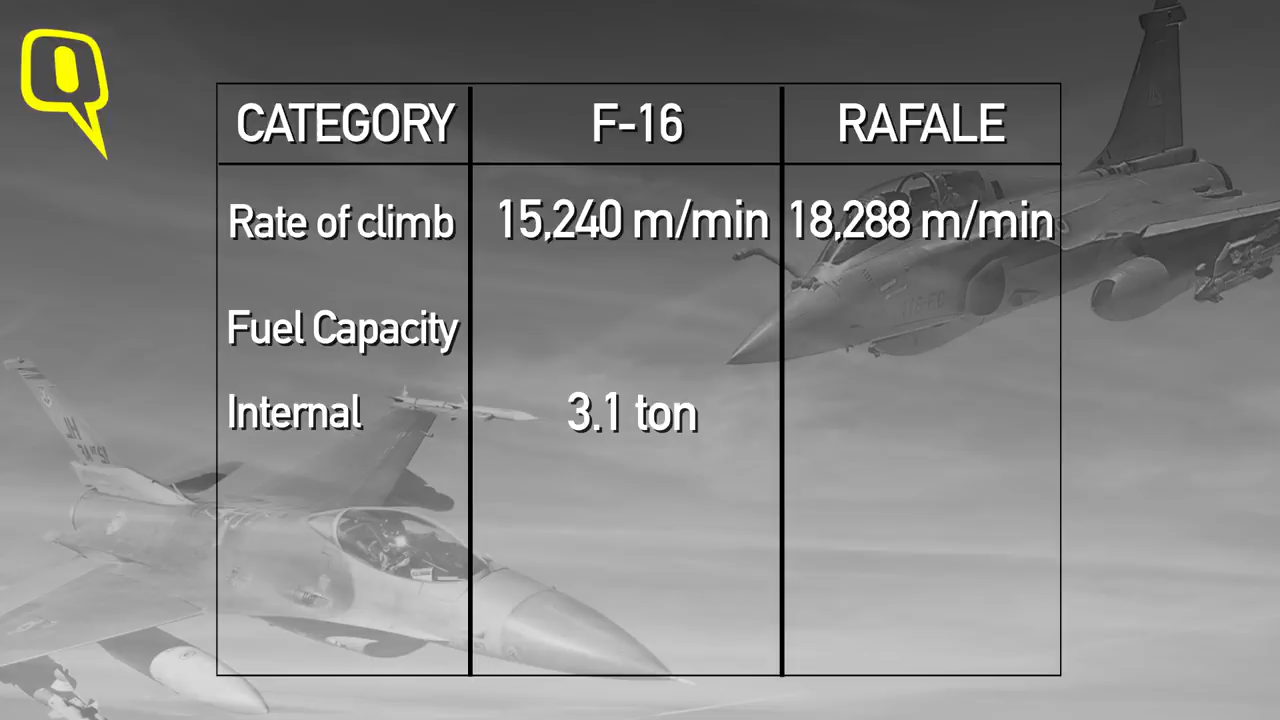 CATEGORY F-16 RAFALE
Rate of climb 15,240 m/min 18,288 m/min
Fuel Capacity
Internal 3.1 ton